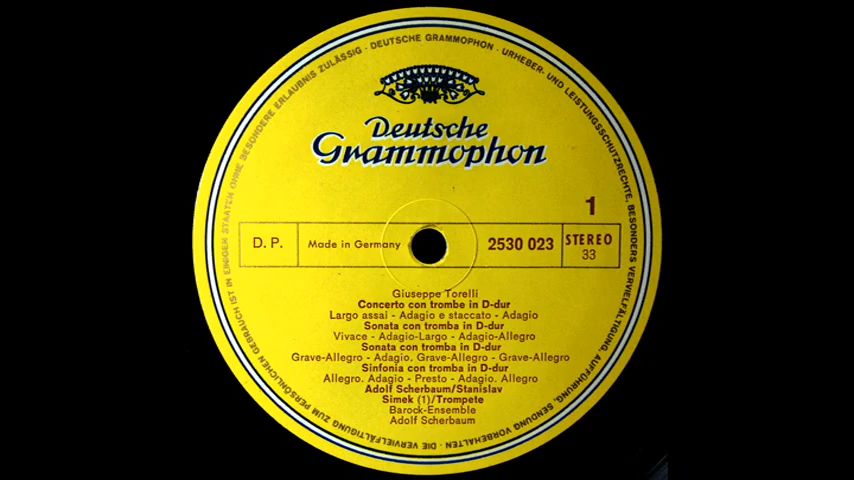 DEUTSCHE GRAMMOPHON · URHEBER- UND LEISTUNGSSCHUTZRECHTE, BESONDERS VERVIELFÄLTIGUNG, AUFFÜHRUNG, SENDUNG VORBEHALTEN · DIE VERVIELFÄLTIGUNG ZUM PERSÖNLICHEN GEBRAUCH IST IN EINIGEN STAATEN OHNE BESONDERE ERLAUBNIS ZULÄSSIG ·
Deutsche
Grammophon
1
D. P. Made in Germany 2530 023 STEREO
33
Giuseppe Torelli
Concerto con trombe in D-dur
Largo assai - Adagio e staccato - Adagio
Sonata con tromba in D-dur
Vivace - Adagio-Largo - Adagio-Allegro
Sonata con tromba in D-dur
Grave-Allegro - Adagio. Grave-Allegro - Grave-Allegro
Sinfonia con tromba in D-dur
Allegro. Adagio - Presto - Adagio. Allegro
Adolf Scherbaum/Stanislav
Simek (1)/Trompete
Barock-Ensemble
Adolf Scherbaum